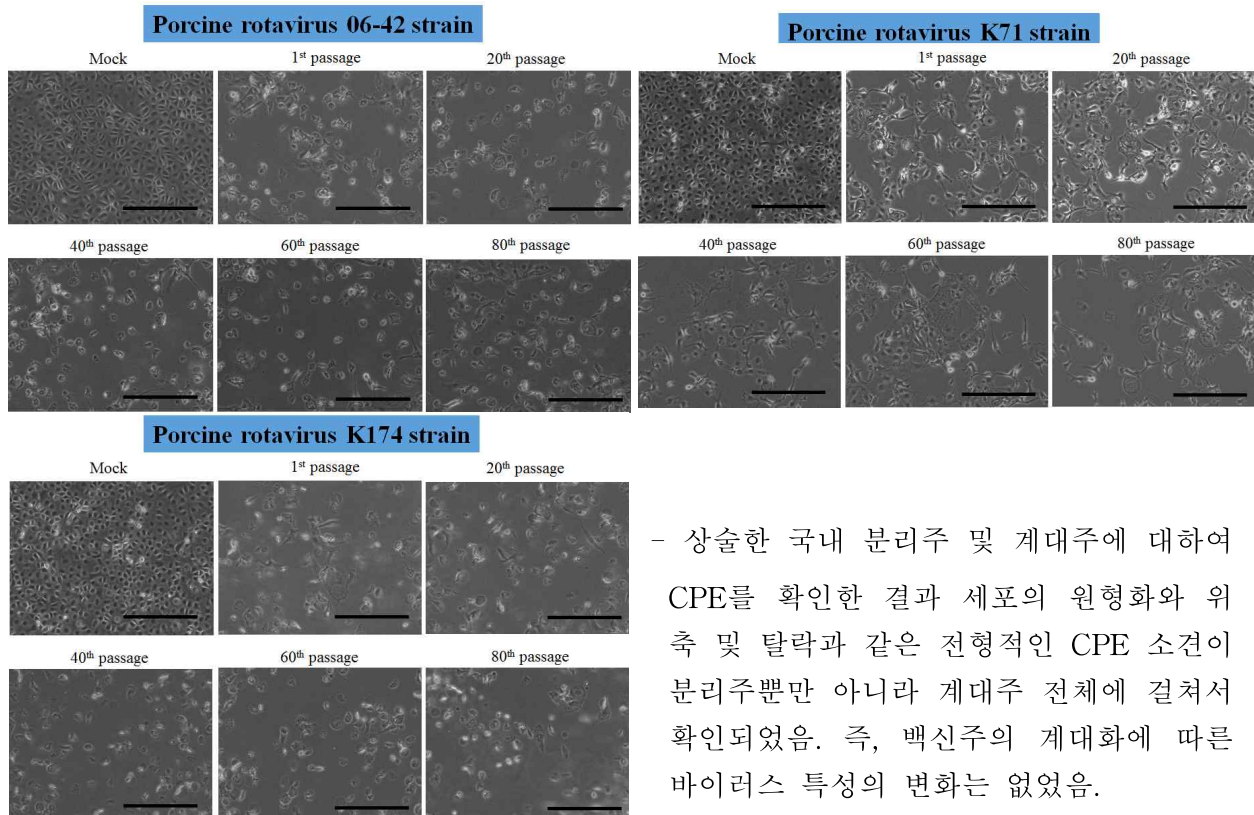 Porcine rotavirus 06-42 strain
Mock
1st passage
20th passage
40th passage
60th passage
80th passage
Porcine rotavirus K71 strain
Mock
1st passage
20th passage
40th passage
60th passage
80th passage
Porcine rotavirus K174 strain
Mock
1st passage
20th passage
40th passage
60th passage
80th passage
- 상술한 국내 분리주 및 계대주에 대하여
CPE를 확인한 결과 세포의 원형화와 위
축 및 탈락과 같은 전형적인 CPE 소견이
분리주뿐만 아니라 계대주 전체에 걸쳐서
확인되었음. 즉, 백신주의 계대화에 따른
바이러스 특성의 변화는 없었음.